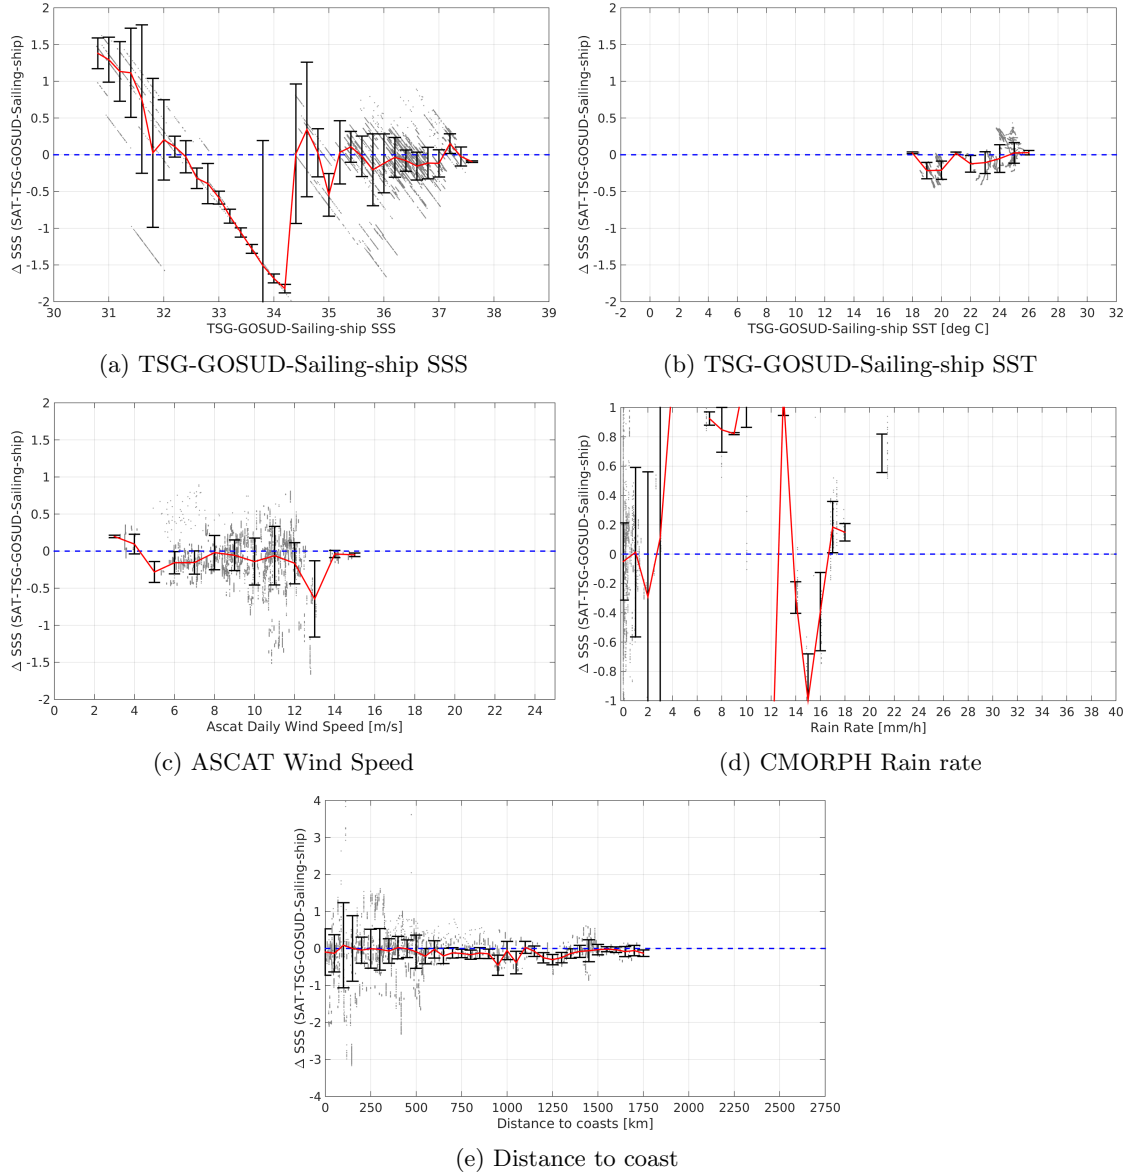 2
1.5
1
0.5
0
-0.5
-1
-1.5
-2
Δ SSS (SAT-TSG-GOSUD-Sailing-ship)
30 31 32 33 34 35 36 37 38 39
TSG-GOSUD-Sailing-ship SSS
(a) TSG-GOSUD-Sailing-ship SSS
2
1.5
1
0.5
0
-0.5
-1
-1.5
-2
Δ SSS (SAT-TSG-GOSUD-Sailing-ship)
-2 0 2 4 6 8 10 12 14 16 18 20 22 24 26 28 30 32
TSG-GOSUD-Sailing-ship SST [deg C]
(b) TSG-GOSUD-Sailing-ship SST
2
1.5
1
0.5
0
-0.5
-1
-1.5
-2
Δ SSS (SAT-TSG-GOSUD-Sailing-ship)
0 2 4 6 8 10 12 14 16 18 20 22 24
Ascat Daily Wind Speed [m/s]
(c) ASCAT Wind Speed
1
0.8
0.6
0.4
0.2
0
-0.2
-0.4
-0.6
-0.8
-1
Δ SSS (SAT-TSG-GOSUD-Sailing-ship)
0 2 4 6 8 10 12 14 16 18 20 22 24 26 28 30 32 34 36 38 40
Rain Rate [mm/h]
(d) CMORPH Rain rate
4
3
2
1
0
-1
-2
-3
-4
Δ SSS (SAT-TSG-GOSUD-Sailing-ship)
0 250 500 750 1000 1250 1500 1750 2000 2250 2500 2750
Distance to coasts [km]
(e) Distance to coast